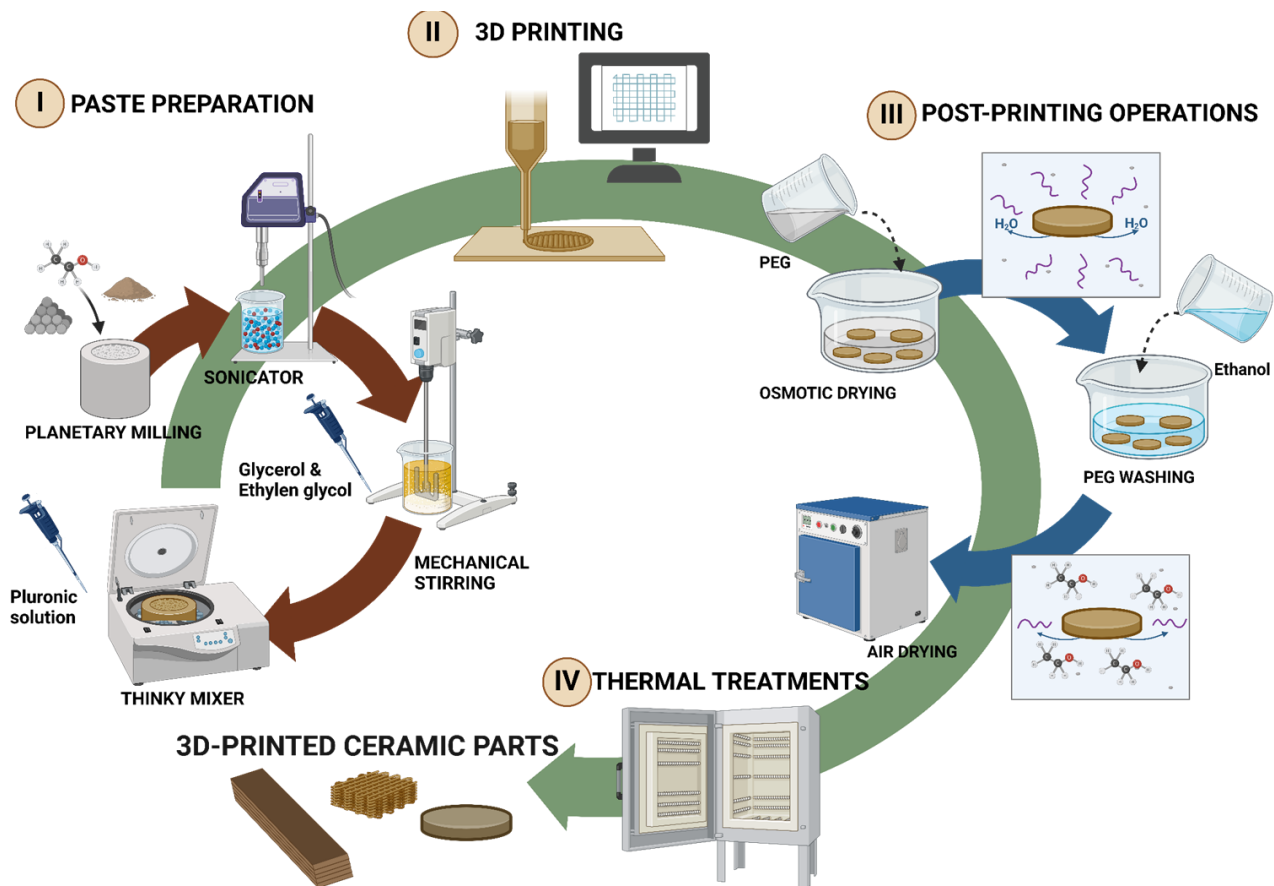 II
3D PRINTING
I
PASTE PREPARATION
III
POST-PRINTING OPERATIONS
H₂O
H₂O
PEG
SONICATOR
Ethanol
OSMOTIC DRYING
PLANETARY MILLING
Glycerol &
Ethylen glycol
PEG WASHING
MECHANICAL
STIRRING
Pluronic
solution
AIR DRYING
THINKY MIXER
IV
THERMAL TREATMENTS
3D-PRINTED CERAMIC PARTS